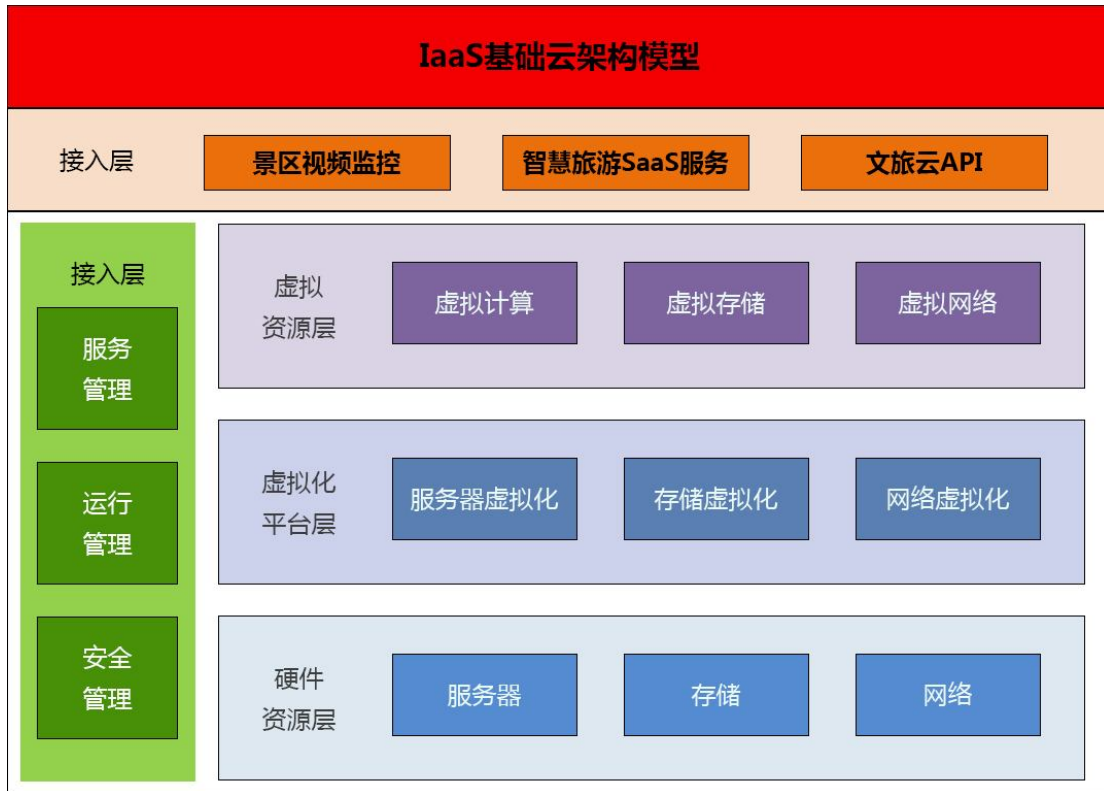 IaaS基础云架构模型
接入层
景区视频监控
智慧旅游SaaS服务
文旅云API
接入层
服务
管理
运行
管理
安全
管理
虚拟
资源层
虚拟计算
虚拟存储
虚拟网络
虚拟化
平台层
服务器虚拟化
存储虚拟化
网络虚拟化
硬件
资源层
服务器
存储
网络